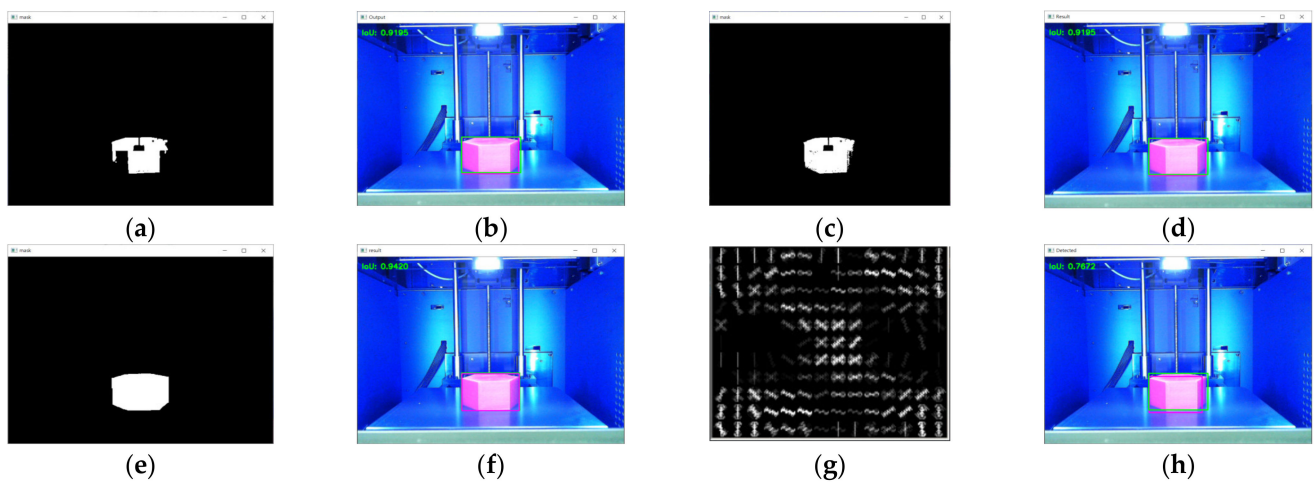 mask
Output
mask
Result
IoU: 0.9195
IoU: 0.9195
(a)
(b)
(c)
(d)
mask
result
Detected
IoU: 0.9420
IoU: 0.7672
(e)
(f)
(g)
(h)